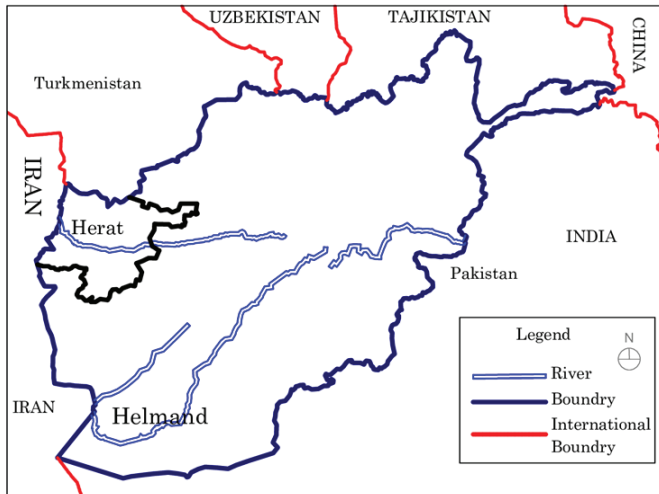 UZBEKISTAN
TAJIKISTAN
CHINA
Turkmenistan
IRAN
Herat
INDIA
Pakistan
IRAN
Helmand
Legend
N
River
Boundry
International
Boundry